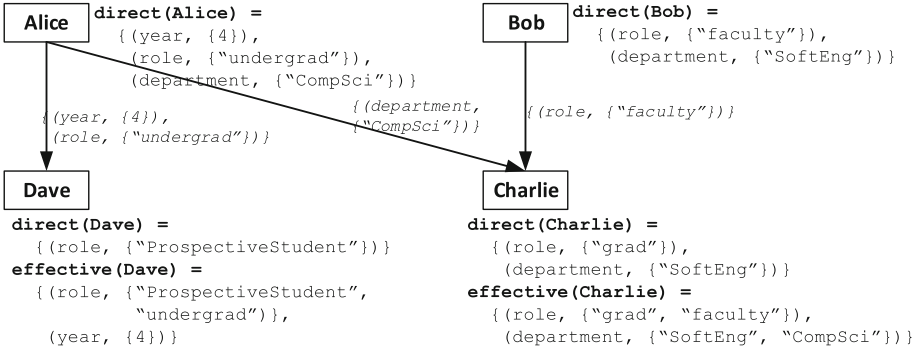 Alice
direct(Alice) =
{(year, {4}),
(role, {“undergrad”}),
(department, {“CompSci”})}
Bob
direct(Bob) =
{(role, {“faculty”}),
(department, {“SoftEng”})}
{(year, {4}),
(role, {“undergrad”})}
{(department,
{“CompSci”})}
{(role, {“faculty”})}
Dave
direct(Dave) =
{(role, {“ProspectiveStudent”})}
effective(Dave) =
{(role, {“ProspectiveStudent”,
“undergrad”)},
(year, {4})}
Charlie
direct(Charlie) =
{(role, {“grad”}),
(department, {“SoftEng”})}
effective(Charlie) =
{(role, {“grad”, “faculty”}),
(department, {“SoftEng”, “CompSci”})}